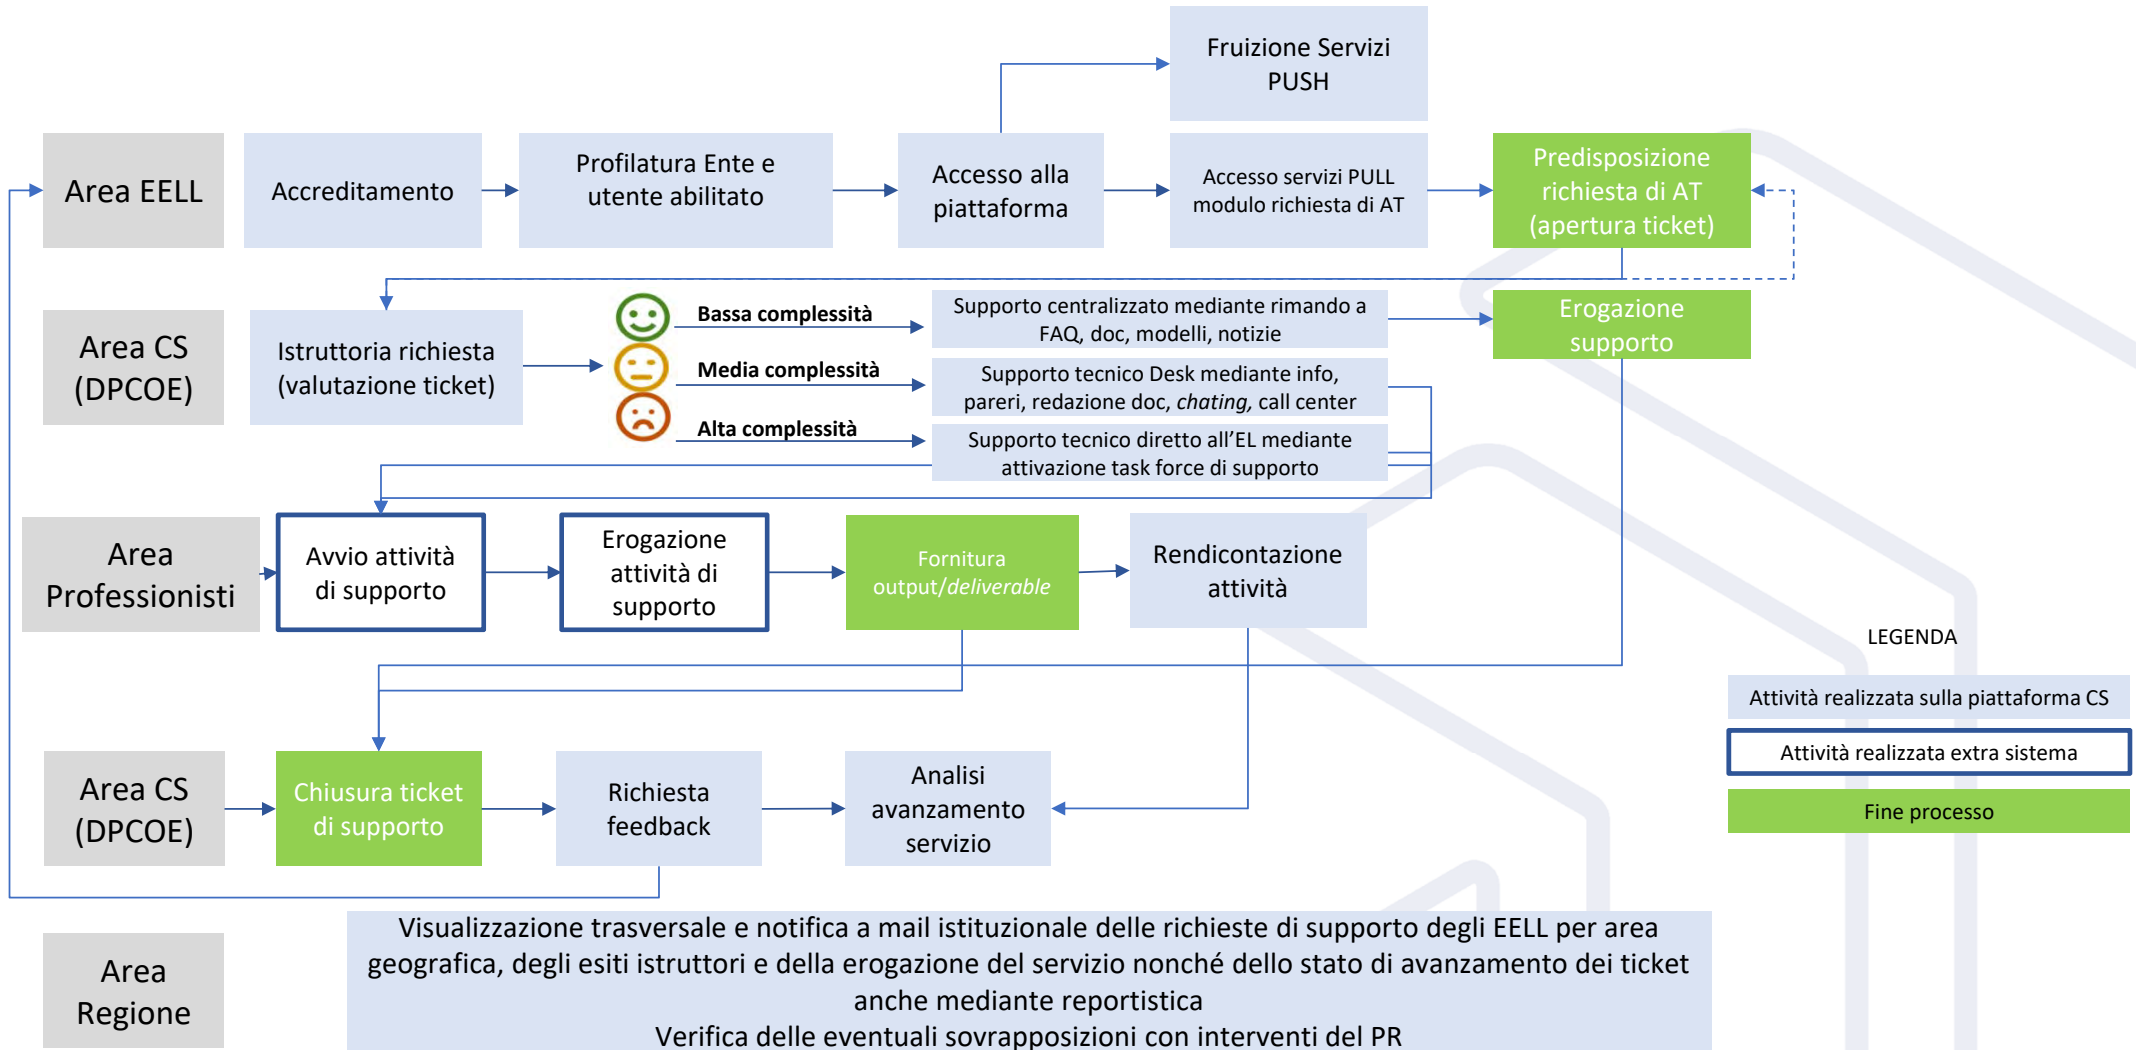 Fruizione Servizi
PUSH
Area EELL
Accreditamento
Profilatura Ente e
utente abilitato
Accesso alla
piattaforma
Accesso servizi PULL
modulo richiesta di AT
Predisposizione
richiesta di AT
(apertura ticket)
Area CS
(DPCOE)
Istruttoria richiesta
(valutazione ticket)
Bassa complessità
Supporto centralizzato mediante rimando a
FAQ, doc, modelli, notizie
Erogazione
supporto
Media complessità
Supporto tecnico Desk mediante info,
pareri, redazione doc, chating, call center
Alta complessità
Supporto tecnico diretto all’EL mediante
attivazione task force di supporto
Area
Professionisti
Avvio attività
di supporto
Erogazione
attività di
supporto
Fornitura
output/deliverable
Rendicontazione
attività
LEGENDA
Attività realizzata sulla piattaforma CS
Attività realizzata extra sistema
Fine processo
Area CS
(DPCOE)
Chiusura ticket
di supporto
Richiesta
feedback
Analisi
avanzamento
servizio
Area
Regione
Visualizzazione trasversale e notifica a mail istituzionale delle richieste di supporto degli EELL per area
geografica, degli esiti istruttori e della erogazione del servizio nonché dello stato di avanzamento dei ticket
anche mediante reportistica
Verifica delle eventuali sovrapposizioni con interventi del PR